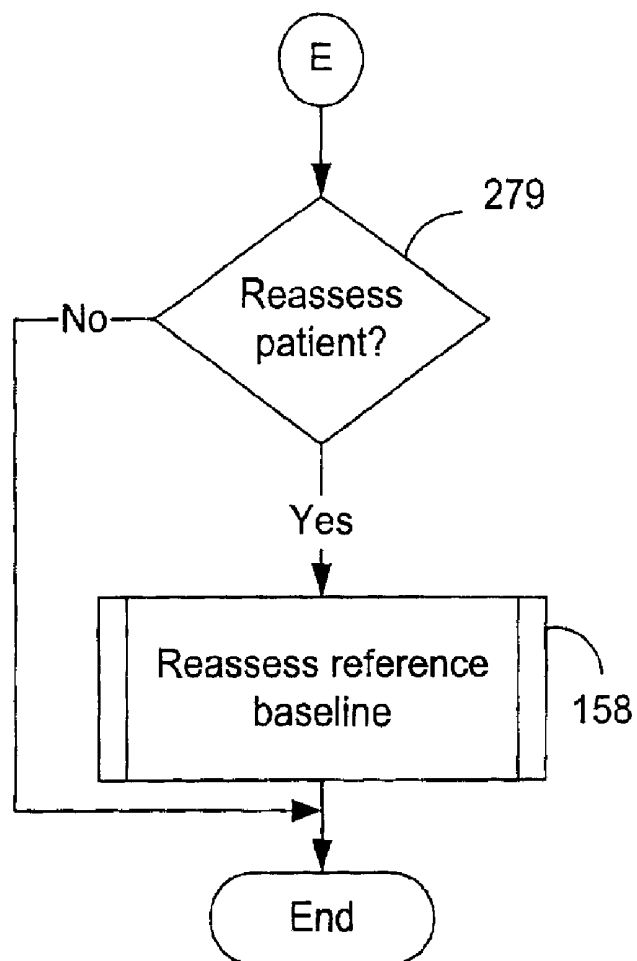 E
279
Reassess
patient?
No
Yes
Reassess reference
baseline
158
End